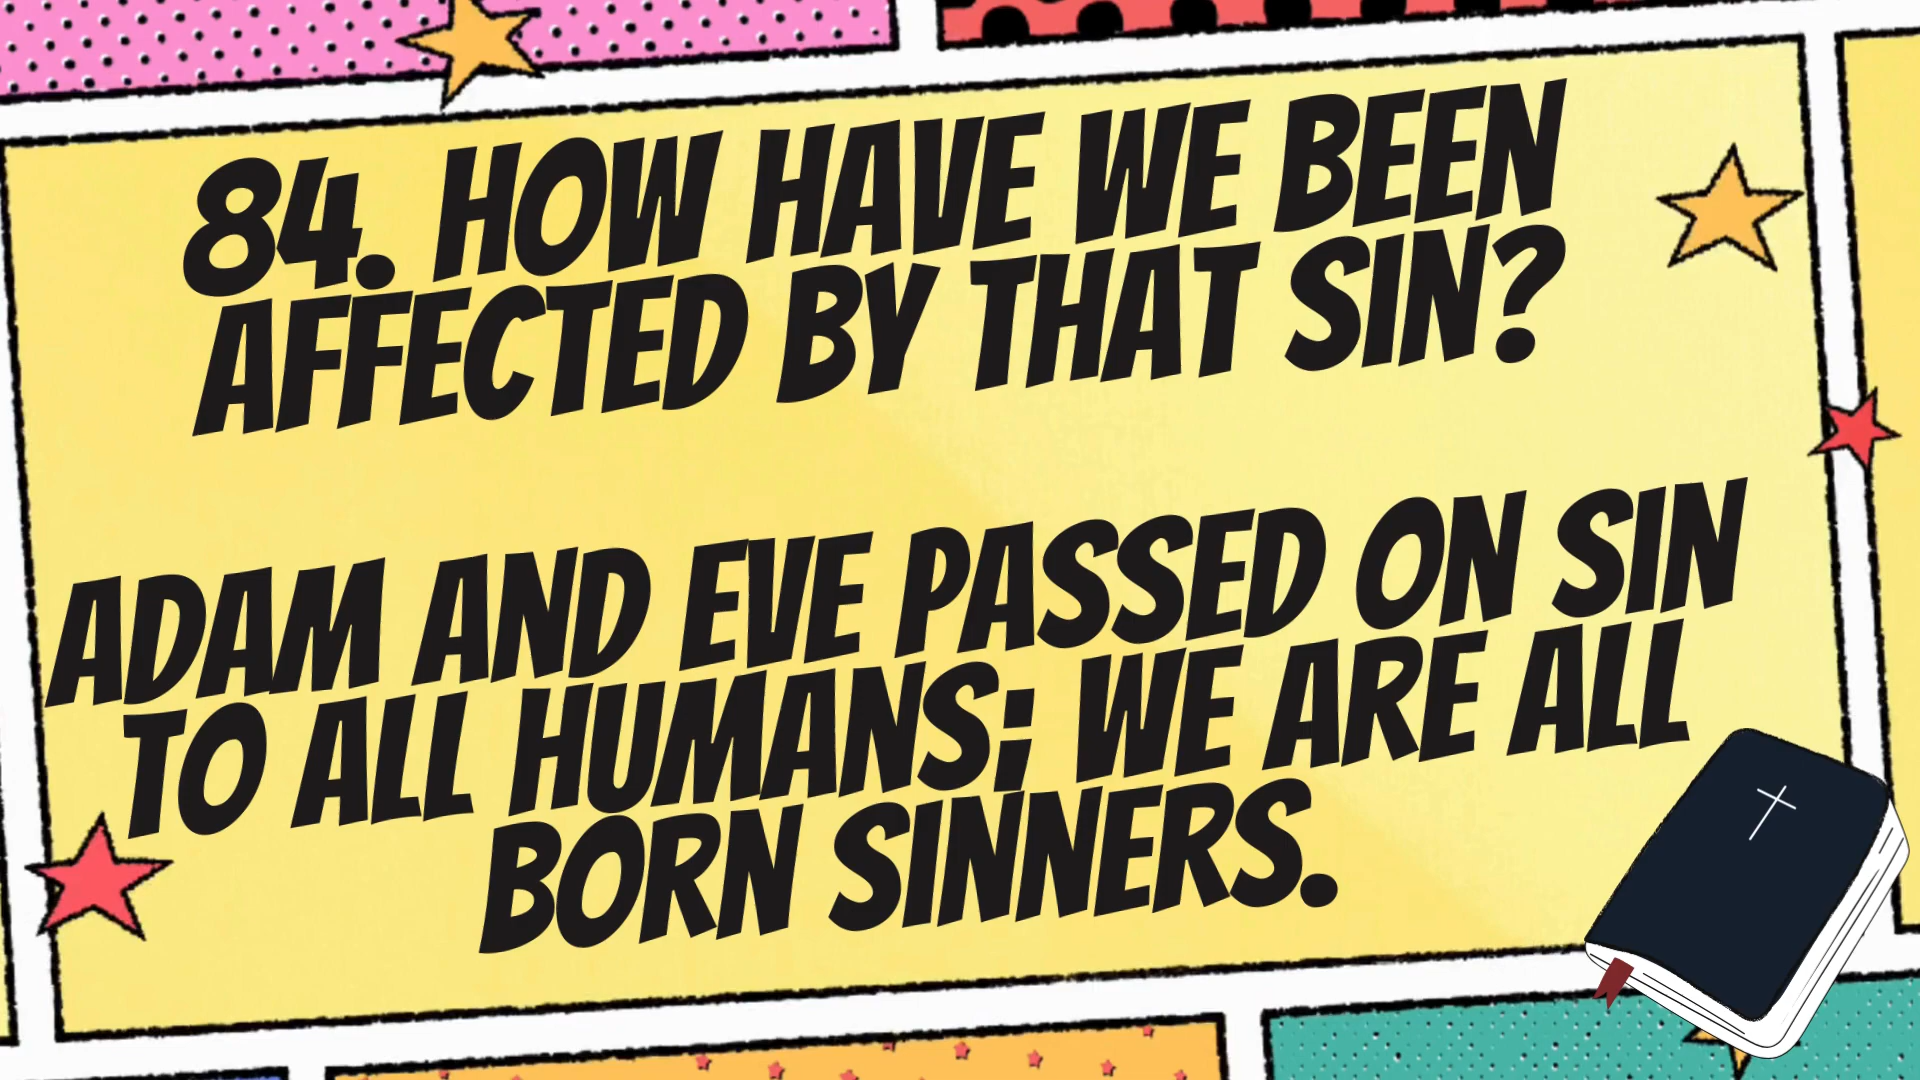 84. HOW HAVE WE BEEN
AFFECTED BY THAT SIN?
ADAM AND EVE PASSED ON SIN
TO ALL HUMANS; WE ARE ALL
BORN SINNERS.